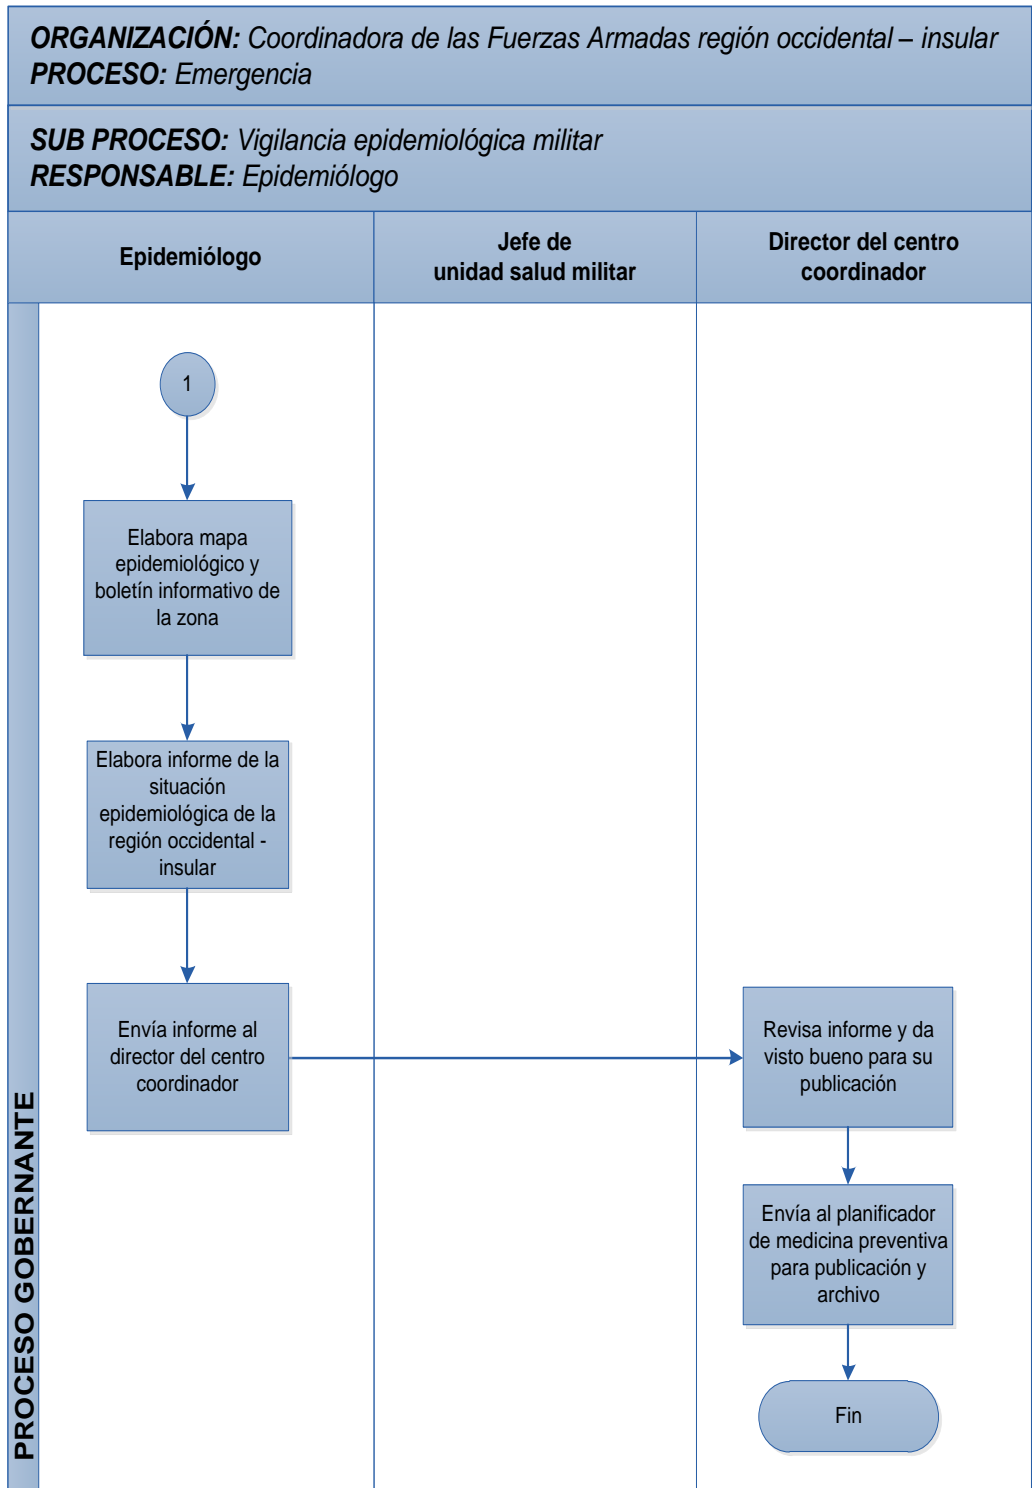 ORGANIZACIÓN: Coordinadora de las Fuerzas Armadas región occidental – insular
PROCESO: Emergencia
SUB PROCESO: Vigilancia epidemiológica militar
RESPONSABLE: Epidemiólogo
Epidemiólogo
Jefe de
unidad salud militar
Director del centro
coordinador
PROCESO GOBERNANTE
1
Elabora mapa
epidemiológico y
boletín informativo de
la zona
Elabora informe de la
situación
epidemiológica de la
región occidental -
insular
Envía informe al
director del centro
coordinador
Revisa informe y da
visto bueno para su
publicación
Envía al planificador
de medicina preventiva
para publicación y
archivo
Fin